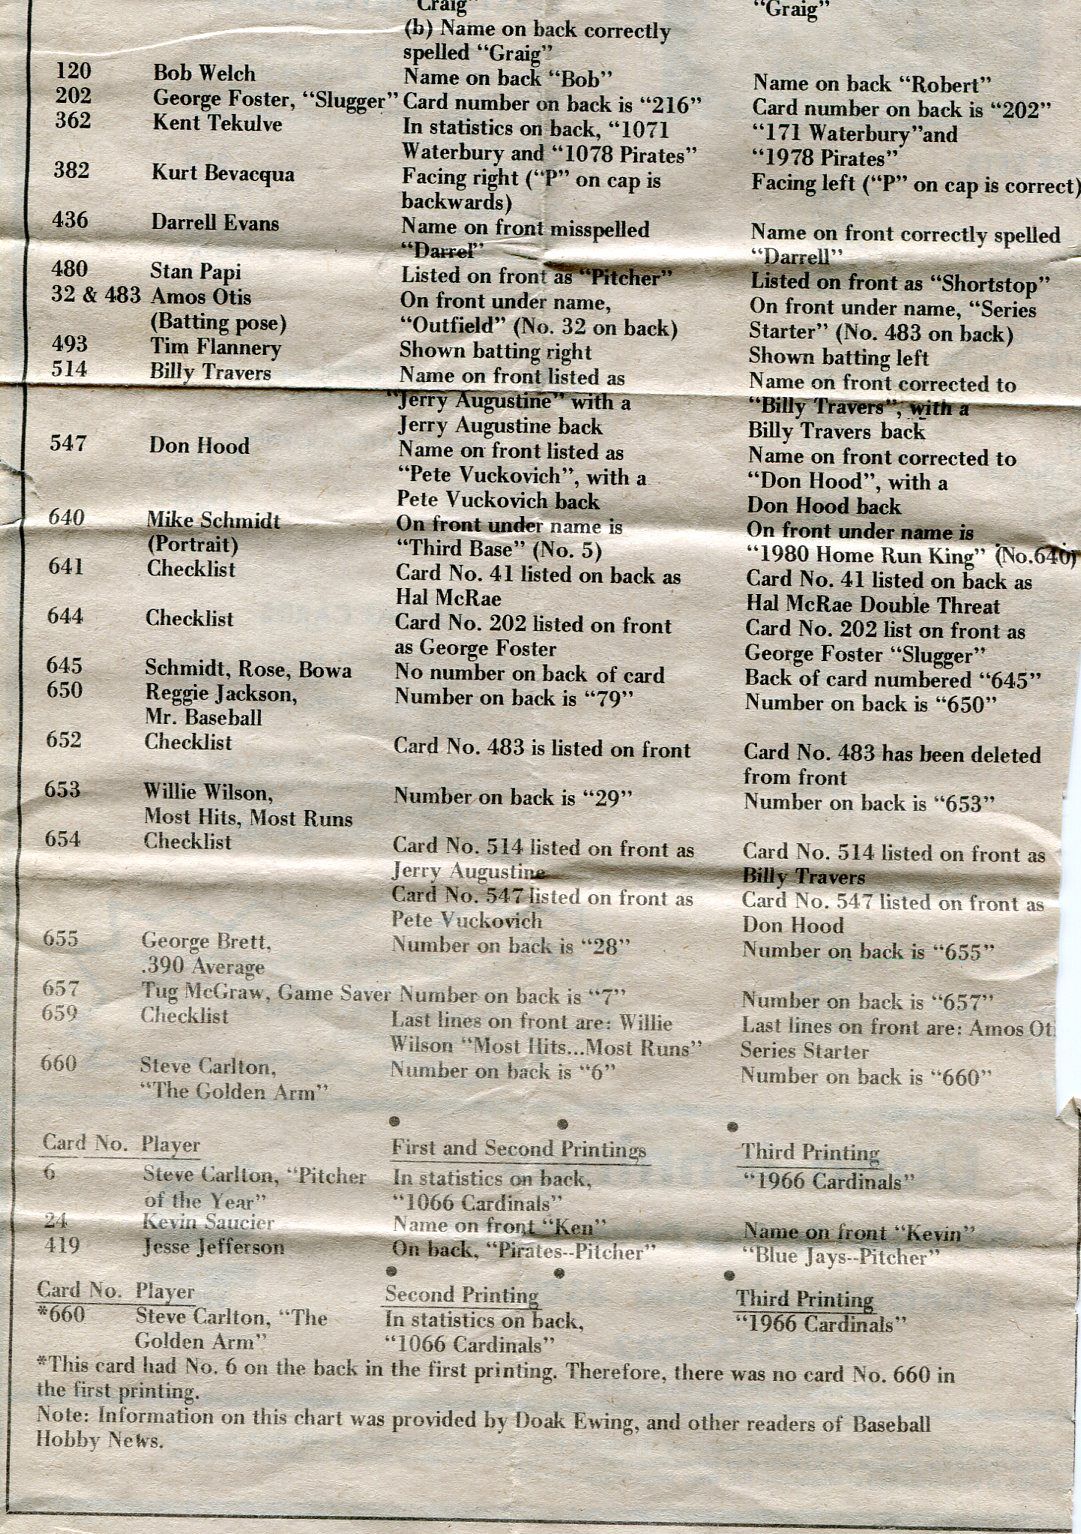 Craig" "Graig"
(b) Name on back correctly
spelled "Graig"
120 Bob Welch Name on back "Bob" Name on back "Robert"
202 George Foster, "Slugger" Card number on back is "216" Card number on back is "202"
362 Kent Tekulve In statistics on back, "1071 "171 Waterbury"and
Waterbury and "1078 Pirates" "1978 Pirates"
382 Kurt Bevacqua Facing right ("P" on cap is Facing left ("P" on cap is correct)
backwards)
436 Darrell Evans Name on front misspelled Name on front correctly spelled
"Darrel" "Darrell"
480 Stan Papi Listed on front as "Pitcher" Listed on front as "Shortstop"
32 & 483 Amos Otis On front under name, On front under name, "Series
(Batting pose) "Outfield" (No. 32 on back) Starter" (No. 483 on back)
493 Tim Flannery Shown batting right Shown batting left
514 Billy Travers Name on front listed as Name on front corrected to
"Jerry Augustine" with a "Billy Travers", with a
Jerry Augustine back Billy Travers back
547 Don Hood Name on front listed as Name on front corrected to
"Pete Vuckovich", with a "Don Hood", with a
Pete Vuckovich back Don Hood back
640 Mike Schmidt On front under name is On front under name is
(Portrait) "Third Base" (No. 5) "1980 Home Run King" (No.640)
641 Checklist Card No. 41 listed on back as Card No. 41 listed on back as
Hal McRae Hal McRae Double Threat
644 Checklist Card No. 202 listed on front Card No. 202 list on front as
as George Foster George Foster "Slugger"
645 Schmidt, Rose, Bowa No number on back of card Back of card numbered "645"
650 Reggie Jackson, Number on back is "79" Number on back is "650"
Mr. Baseball
652 Checklist Card No. 483 is listed on front Card No. 483 has been deleted
from front
653 Willie Wilson, Number on back is "29" Number on back is "653"
Most Hits, Most Runs
654 Checklist Card No. 514 listed on front as Card No. 514 listed on front as
Jerry Augustine Billy Travers
Card No. 547 listed on front as Card No. 547 listed on front as
Pete Vuckovich Don Hood
655 George Brett, Number on back is "28" Number on back is "655"
.390 Average
657 Tug McGraw, Game Saver Number on back is "7" Number on back is "657"
659 Checklist Last lines on front are: Willie Last lines on front are: Amos Oti
Wilson "Most Hits...Most Runs" Series Starter
660 Steve Carlton, Number on back is "6" Number on back is "660"
"The Golden Arm"
Card No. Player First and Second Printings Third Printing
6 Steve Carlton, "Pitcher In statistics on back, "1966 Cardinals"
of the Year" "1066 Cardinals"
24 Kevin Saucier Name on front "Ken" Name on front "Kevin"
419 Jesse Jefferson On back, "Pirates--Pitcher" "Blue Jays--Pitcher"
Card No. Player Second Printing Third Printing
*660 Steve Carlton, "The In statistics on back, "1966 Cardinals"
Golden Arm" "1066 Cardinals"
*This card had No. 6 on the back in the first printing. Therefore, there was no card No. 660 in
the first printing.
Note: Information on this chart was provided by Doak Ewing, and other readers of Baseball
Hobby News.